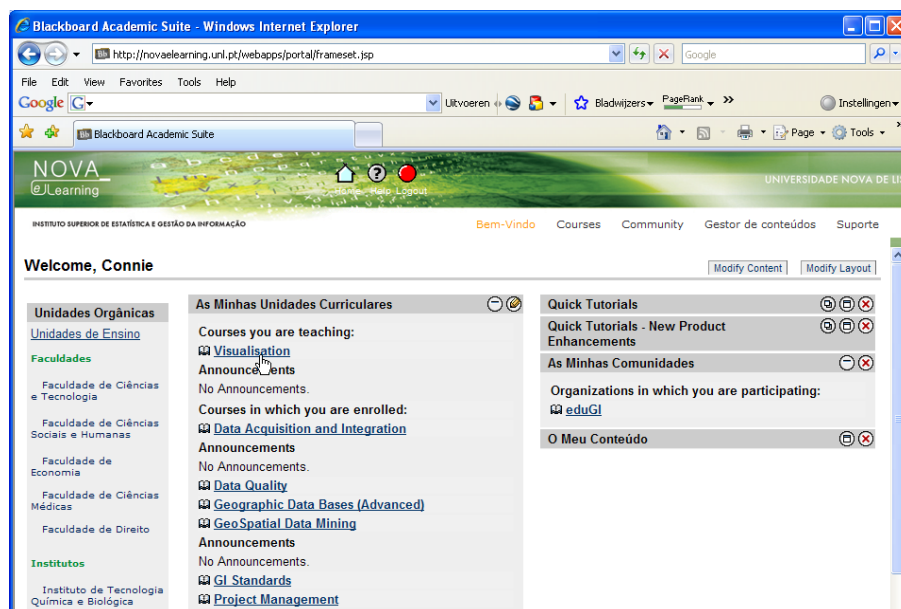 Blackboard Academic Suite - Windows Internet Explorer
http://novaelearning.unl.pt/webapps/portal/frameset.jsp
Google
File Edit View Favorites Tools Help
Google G Uitvoeren Bladwijzers PageRank Instellingen
Blackboard Academic Suite Page Tools
NOVA_
@Learning
Home Help Logout
UNIVERSIDADE NOVA DE
INSTITUTO SUPERIOR DE ESTATÍSTICA E GESTÃO DA INFORMAÇÃO
Bem-Vindo Courses Community Gestor de conteúdos Suporte
Welcome, Connie
Modify Content Modify Layout
Unidades Orgânicas
Unidades de Ensino
Faculdades
Faculdade de Ciências
e Tecnologia
Faculdade de Ciências
Sociais e Humanas
Faculdade de
Economia
Faculdade de Ciências
Médicas
Faculdade de Direito
Institutos
Instituto de Tecnologia
Química e Biológica
As Minhas Unidades Curriculares
Courses you are teaching:
Visualisation
Announcements
No Announcements.
Courses in which you are enrolled:
Data Acquisition and Integration
Announcements
No Announcements.
Data Quality
Geographic Data Bases (Advanced)
GeoSpatial Data Mining
Announcements
No Announcements.
GI Standards
Project Management
Quick Tutorials
Quick Tutorials - New Product
Enhancements
As Minhas Comunidades
Organizations in which you are participating:
eduGI
O Meu Conteúdo